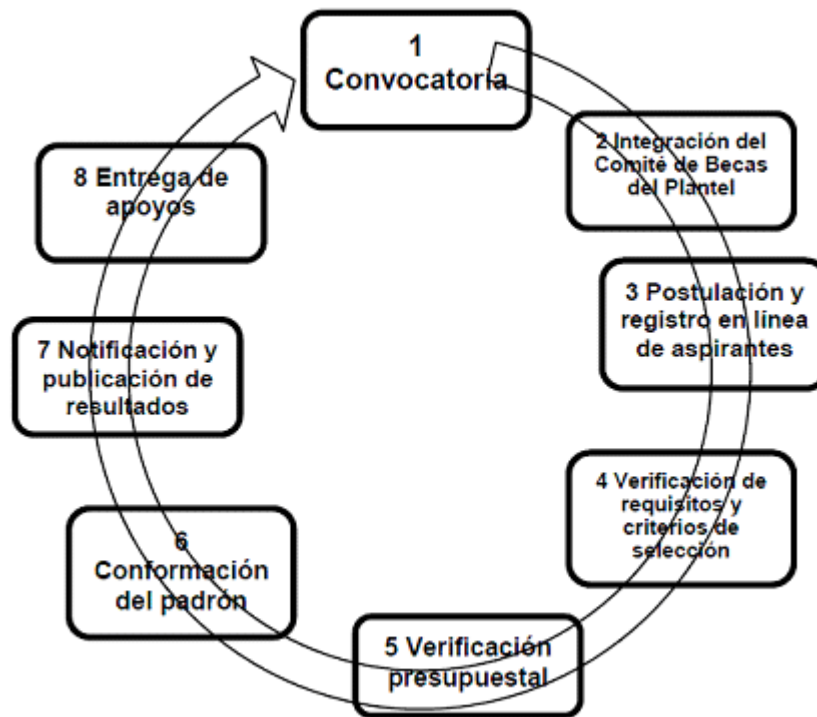 1
Convocatoria
2 Integración del
Comité de Becas
del Plantel
3 Postulación y
registro en línea
de aspirantes
4 Verificación de
requisitos y
criterios de
selección
5 Verificación
presupuestal
6
Conformación
del padrón
7 Notificación y
publicación de
resultados
8 Entrega de
apoyos